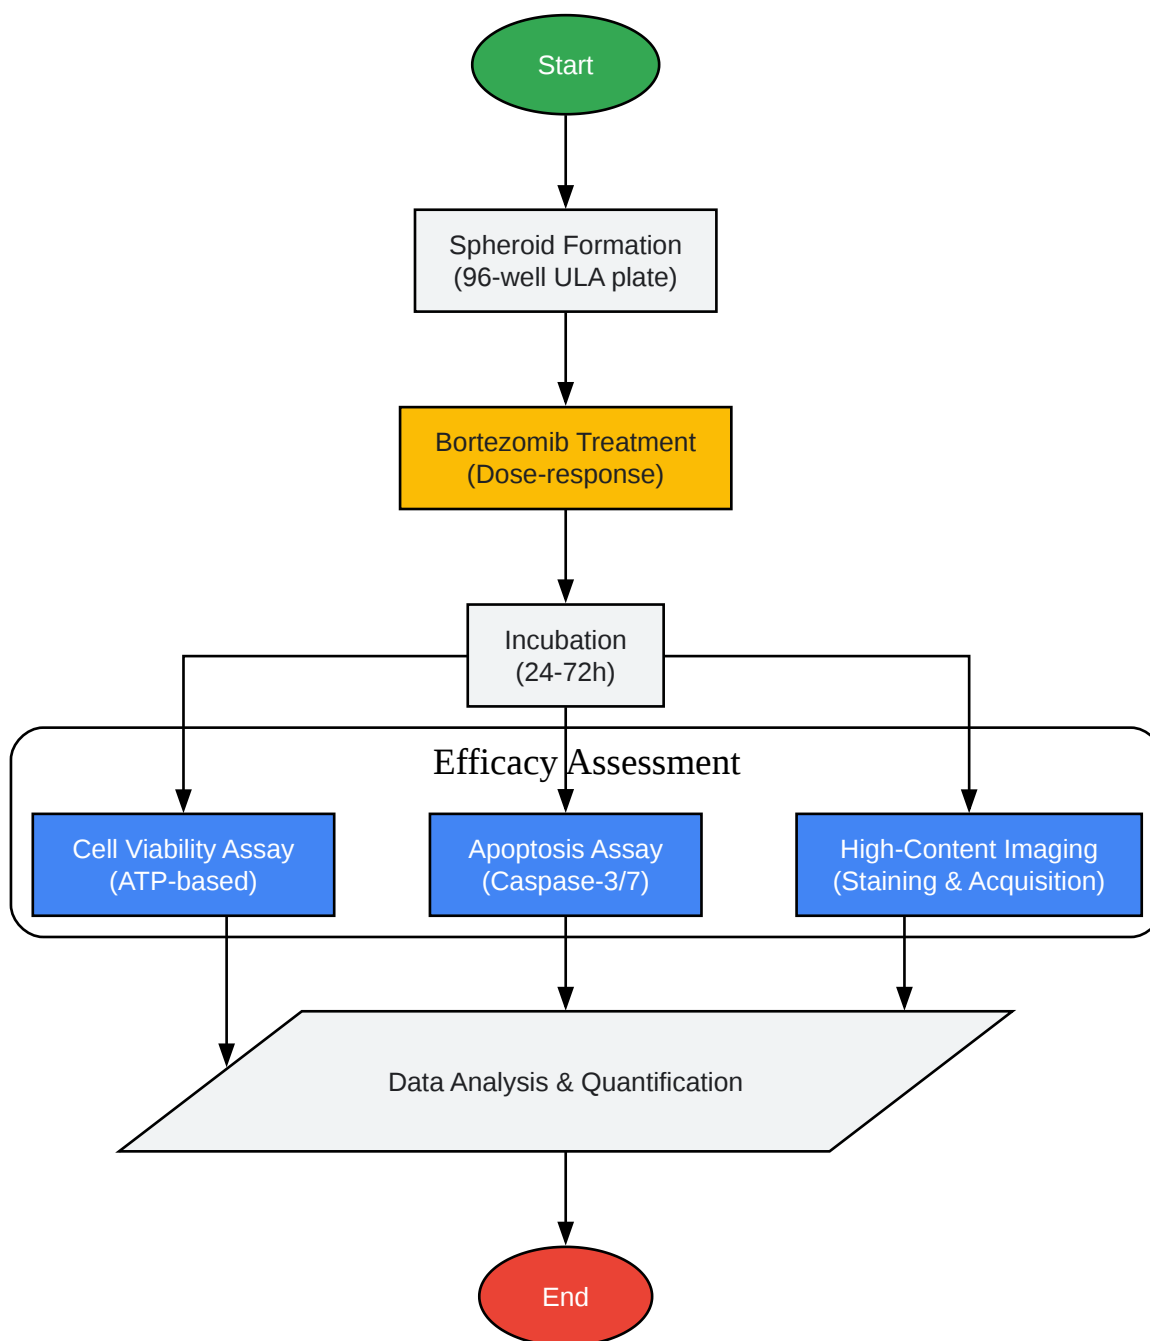 Start
Spheroid Formation
(96-well ULA plate)
Bortezomib Treatment
(Dose-response)
Incubation
(24-72h)
Efficacy Assessment
Cell Viability Assay
(ATP-based)
Apoptosis Assay
(Caspase-3/7)
High-Content Imaging
(Staining & Acquisition)
Data Analysis & Quantification
End